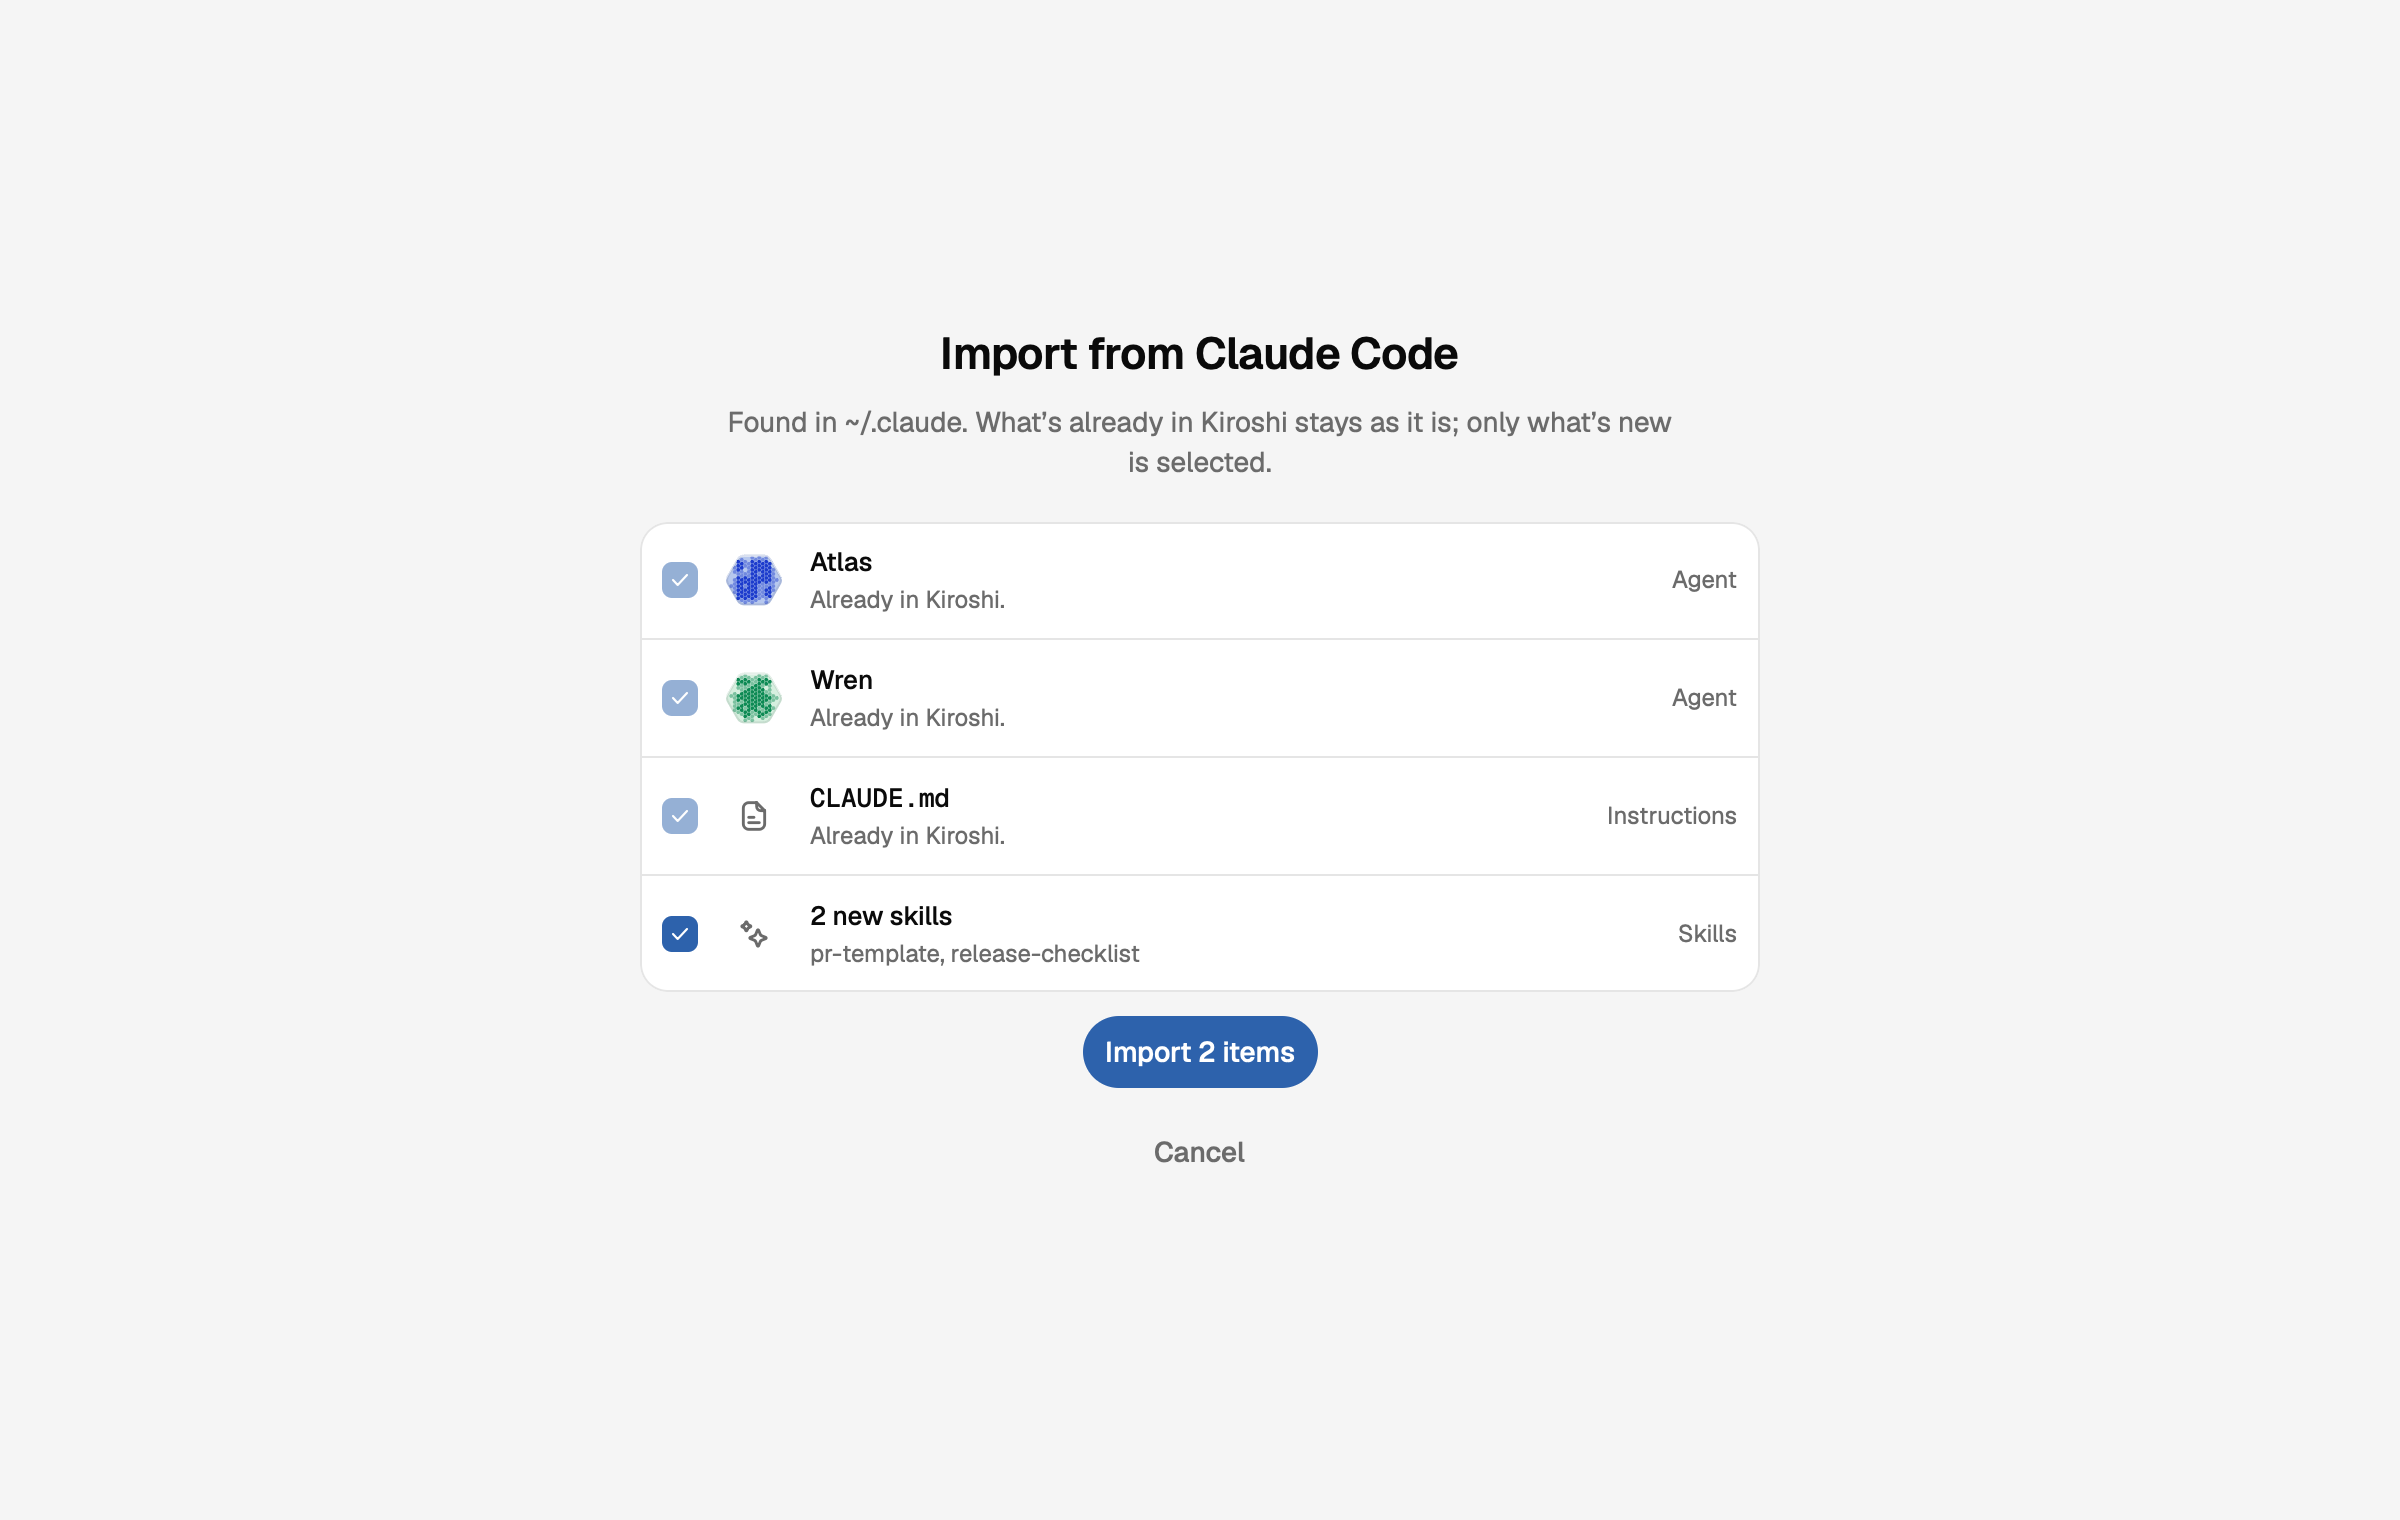 Import from Claude Code
Found in ~/.claude. What’s already in Kiroshi stays as it is; only what’s new
is selected.
Atlas
Already in Kiroshi.
Agent
Wren
Already in Kiroshi.
Agent
CLAUDE.md
Already in Kiroshi.
Instructions
2 new skills
pr-template, release-checklist
Skills
Import 2 items
Cancel